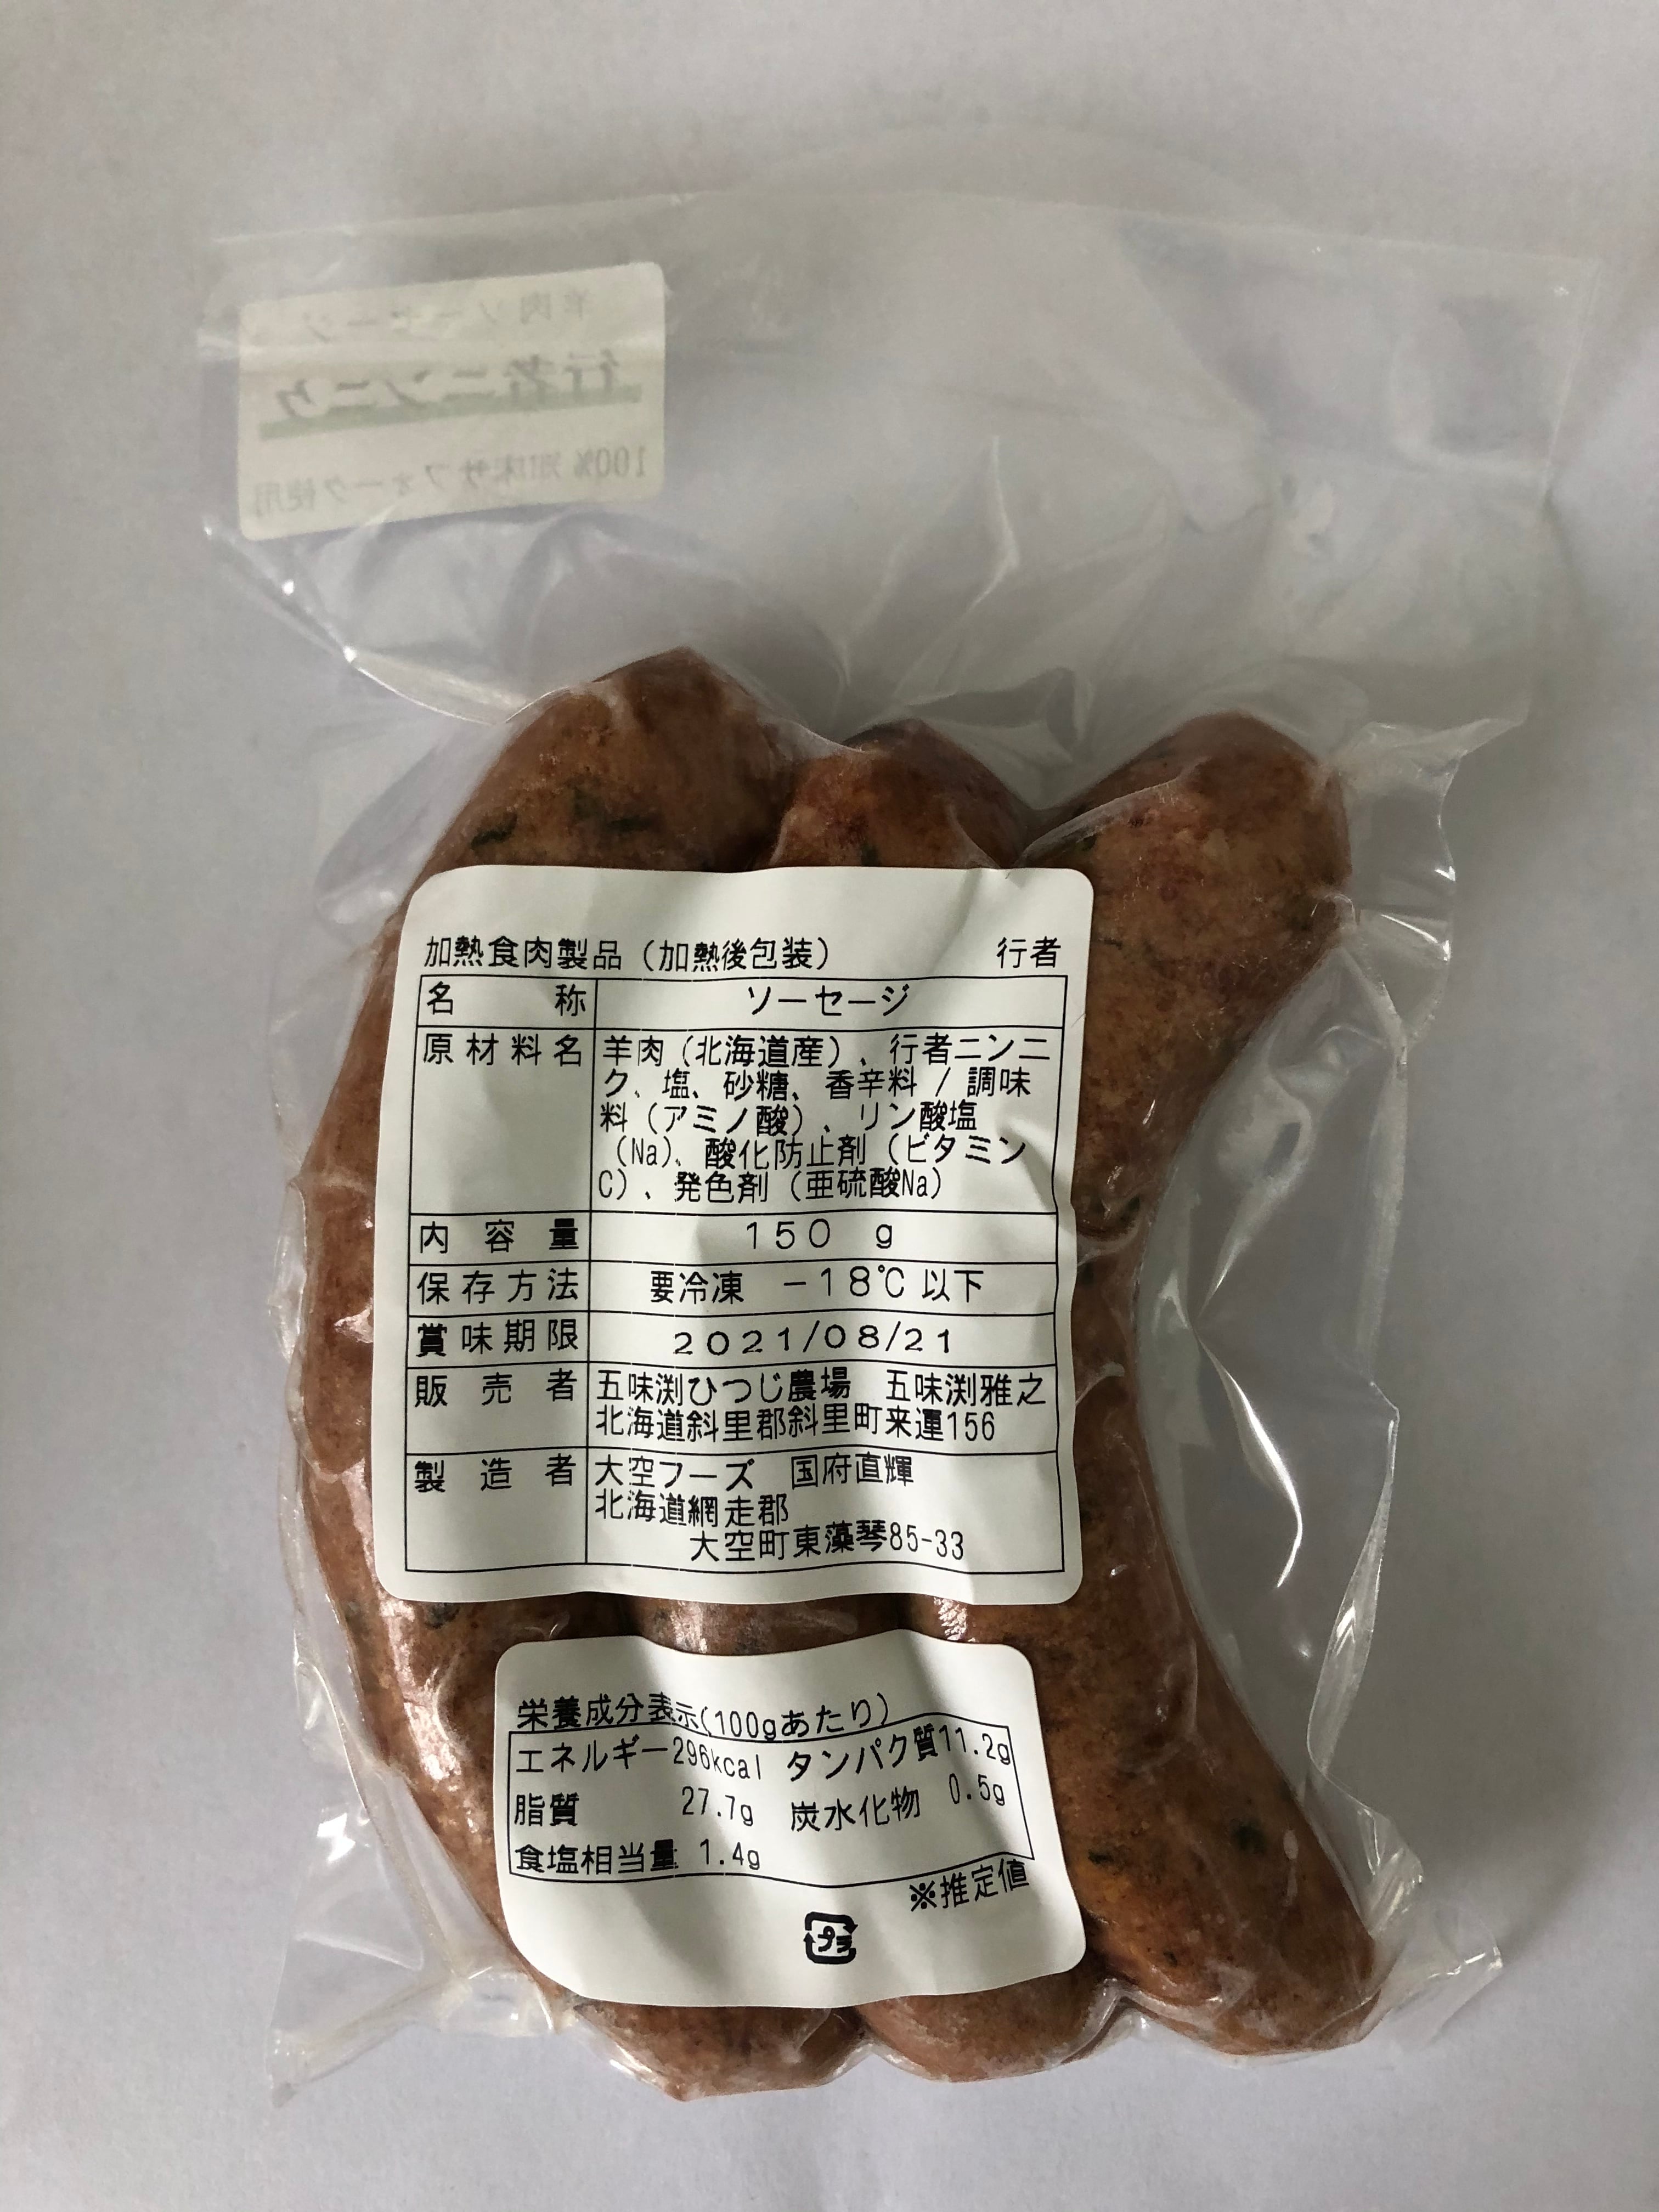 羊肉ソーセージ
行者ニンニク
100% 知床サフォーク使用
加熱食肉製品（加熱後包装） 行者
名称 ソーセージ
原材料名 羊肉（北海道産）、行者ニンニ
ク、塩、砂糖、香辛料 / 調味
料（アミノ酸）、リン酸塩
（Na)、酸化防止剤（ビタミン
C）、発色剤（亜硫酸Na）
内容量 150 g
保存方法 要冷凍 －18℃以下
賞味期限 2021/08/21
販売者 五味渕ひつじ農場 五味渕雅之
北海道斜里郡斜里町来運156
製造者 大空フーズ 国府直輝
北海道網走郡
大空町東藻琴85-33
栄養成分表示(100gあたり)
エネルギー296kcal タンパク質11.2g
脂質 27.7g 炭水化物 0.5g
食塩相当量 1.4g
※推定値
プラ